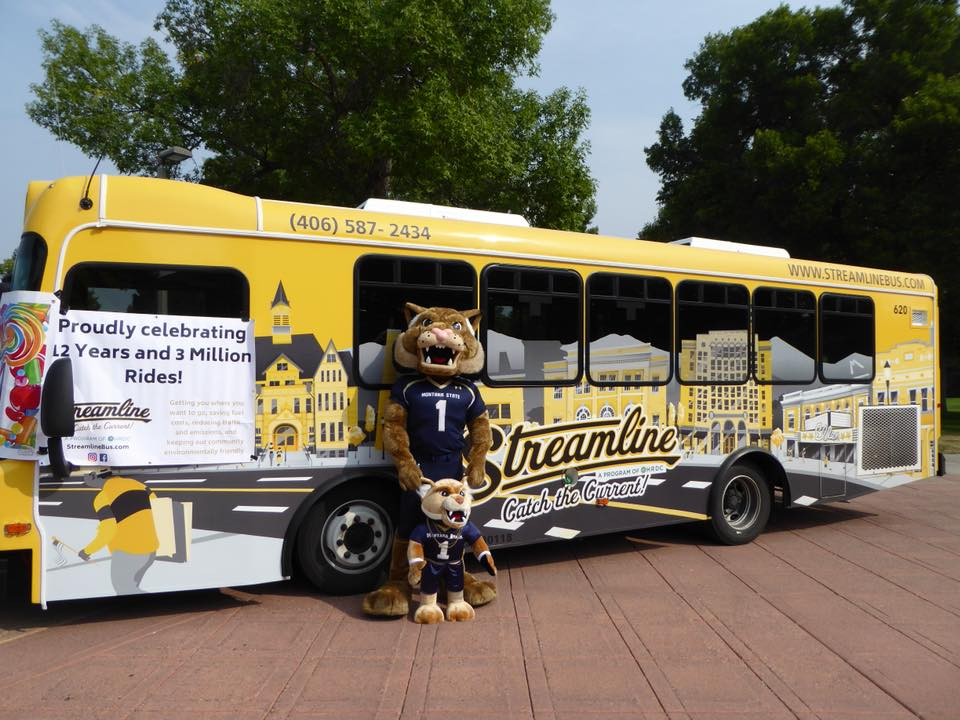 (406) 587-2434
WWW.STREAMLINEBUS.COM
620
Proudly celebrating
12 Years and 3 Million
Rides!
Streamline
Catch the Current!
A PROGRAM OF HRDC
StreamlineBus.com
Getting you where you
want to go, saving fuel
costs, reducing traffic
and emissions, and
keeping our community
environmentally friendly
MONTANA STATE
1
Streamline
A PROGRAM OF HRDC
Catch the Current!
MONTANA STATE
1